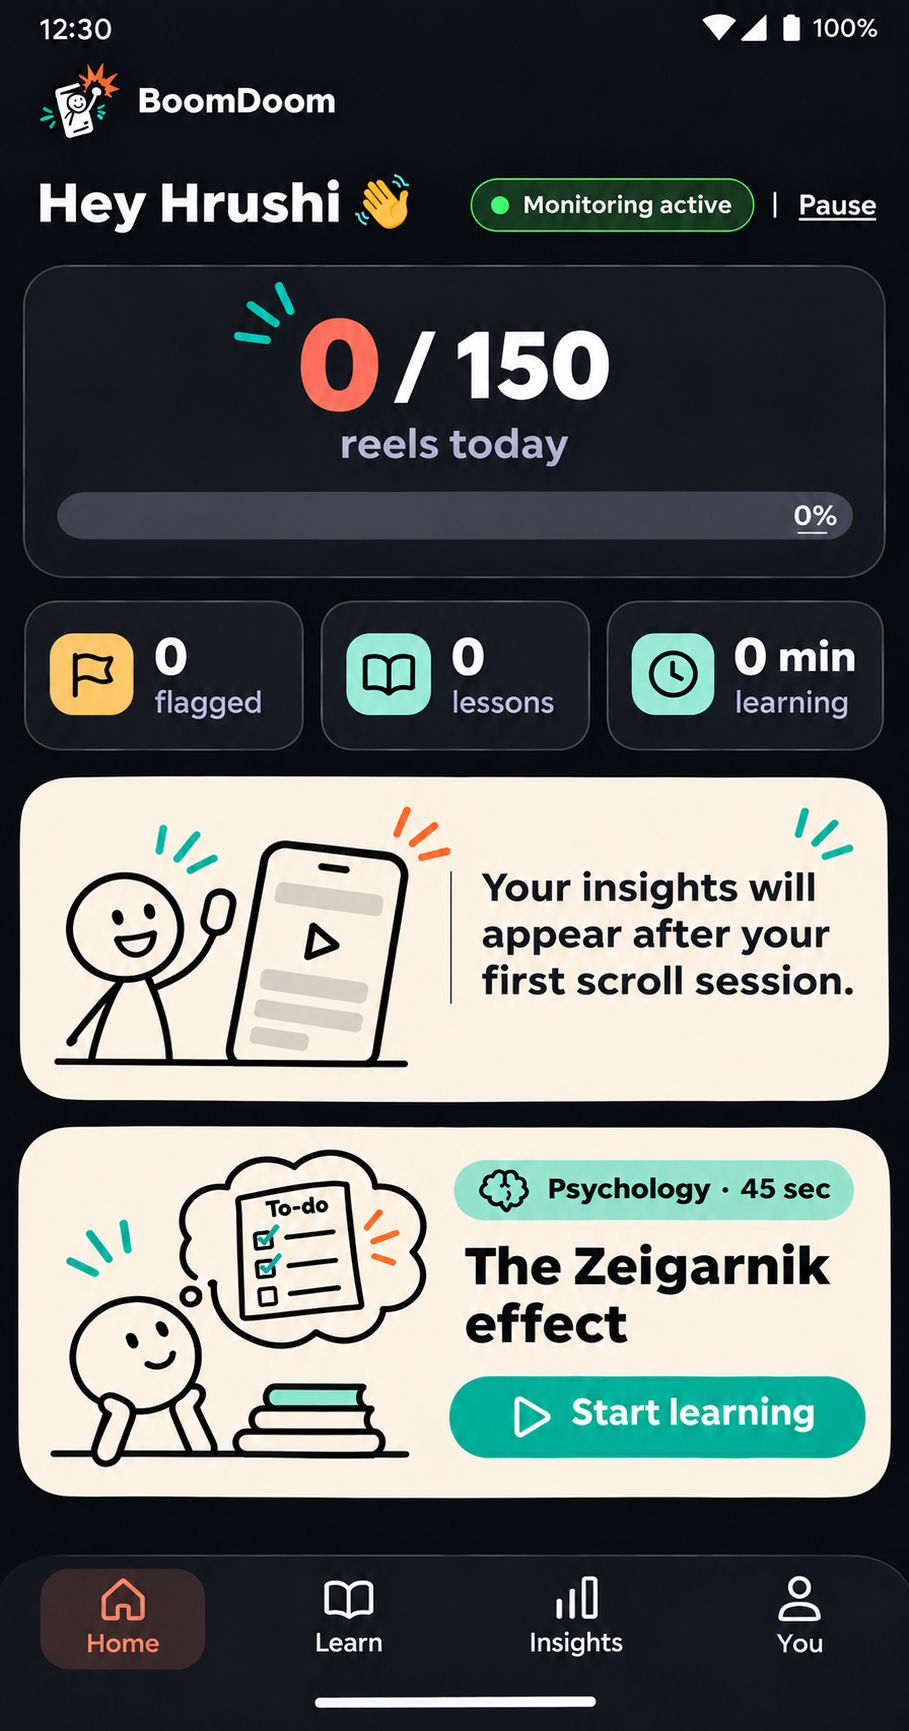 12:30
100%
BoomDoom
Hey Hrushi 👋
Monitoring active | Pause
0 / 150
reels today
0%
0
flagged
0
lessons
0 min
learning
Your insights will
appear after your
first scroll session.
To-do
Psychology · 45 sec
The Zeigarnik
effect
Start learning
Home
Learn
Insights
You